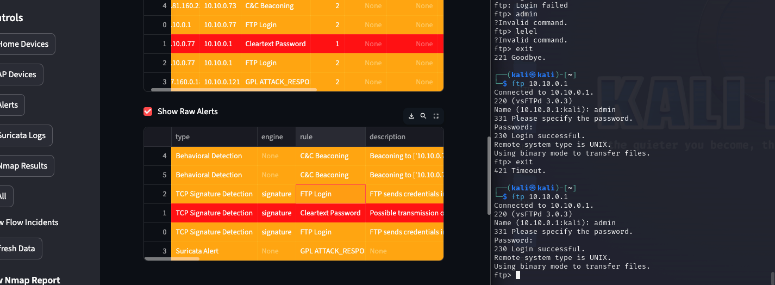 ntrols
Home Devices
AP Devices
Alerts
Suricata Logs
Nmap Results
All
w Flow Incidents
fresh Data
w Nmap Report
4 .81.160.2 10.10.0.73 C&C Beaconing 2 None None
0 .10.0.1 10.10.0.77 FTP Login 2 None None
1 .10.0.77 10.10.0.1 Cleartext Password 1 None None
2 .10.0.77 10.10.0.1 FTP Login 2 None None
3 .160.0.1 10.10.0.121 GPL ATTACK_RESPO 2 None None
Show Raw Alerts
type engine rule description
4 Behavioral Detection None C&C Beaconing Beaconing to ['10.10.0.
5 Behavioral Detection None C&C Beaconing Beaconing to ['10.10.0.
2 TCP Signature Detection signature FTP Login FTP sends credentials i
1 TCP Signature Detection signature Cleartext Password Possible transmission o
0 TCP Signature Detection signature FTP Login FTP sends credentials i
3 Suricata Alert None GPL ATTACK_RESPO None
ftp: Login failed
ftp> admin
?Invalid command.
ftp> lelel
?Invalid command.
ftp> exit
221 Goodbye.
┌──(kali㉿kali)-[~]
└─$ ftp 10.10.0.1
Connected to 10.10.0.1.
220 (vsFTPd 3.0.3)
Name (10.10.0.1:kali): admin
331 Please specify the password.
Password:
230 Login successful.
Remote system type is UNIX.
Using binary mode to transfer files.
ftp> exit
421 Timeout.
┌──(kali㉿kali)-[~]
└─$ ftp 10.10.0.1
Connected to 10.10.0.1.
220 (vsFTPd 3.0.3)
Name (10.10.0.1:kali): admin
331 Please specify the password.
Password:
230 Login successful.
Remote system type is UNIX.
Using binary mode to transfer files.
ftp>
KALI
he quieter you become, th